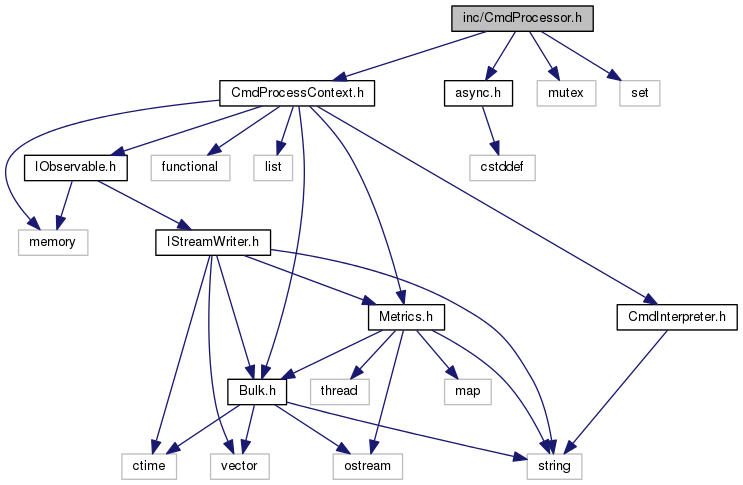 inc/CmdProcessor.h
CmdProcessContext.h
async.h
mutex
set
IObservable.h
functional
list
cstddef
memory
IStreamWriter.h
Metrics.h
CmdInterpreter.h
Bulk.h
thread
map
ctime
vector
ostream
string